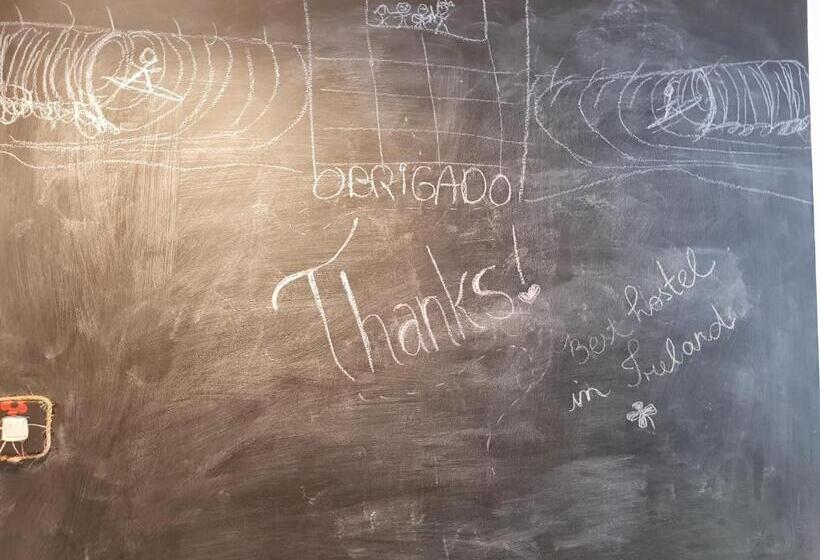 OBRIGADO
Thanks!
Best hostel
in Ireland